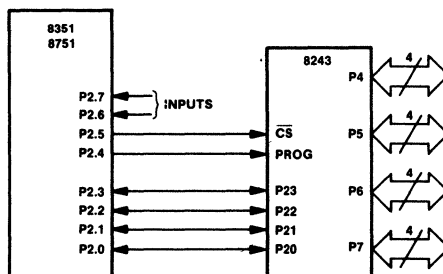 8351
8751
8243
P2.7
P2.6
INPUTS
P2.5
P2.4
P2.3
P2.2
P2.1
P2.0
CS
PROG
P23
P22
P21
P20
P4
4
P5
4
P6
4
P7
4